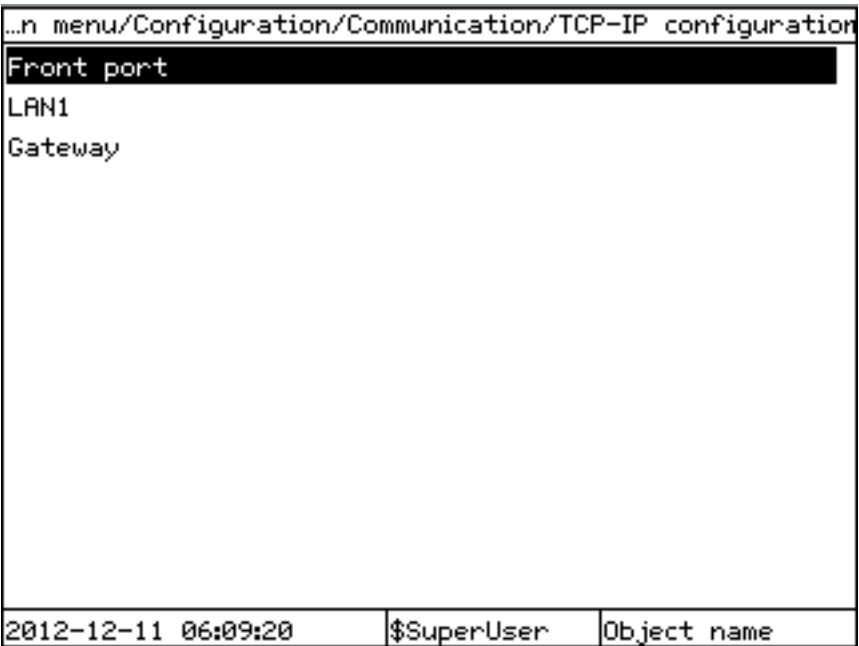 …n menu/Configuration/Communication/TCP-IP configuration
Front port
LAN1
Gateway
2012-12-11 06:09:20 $SuperUser Object name